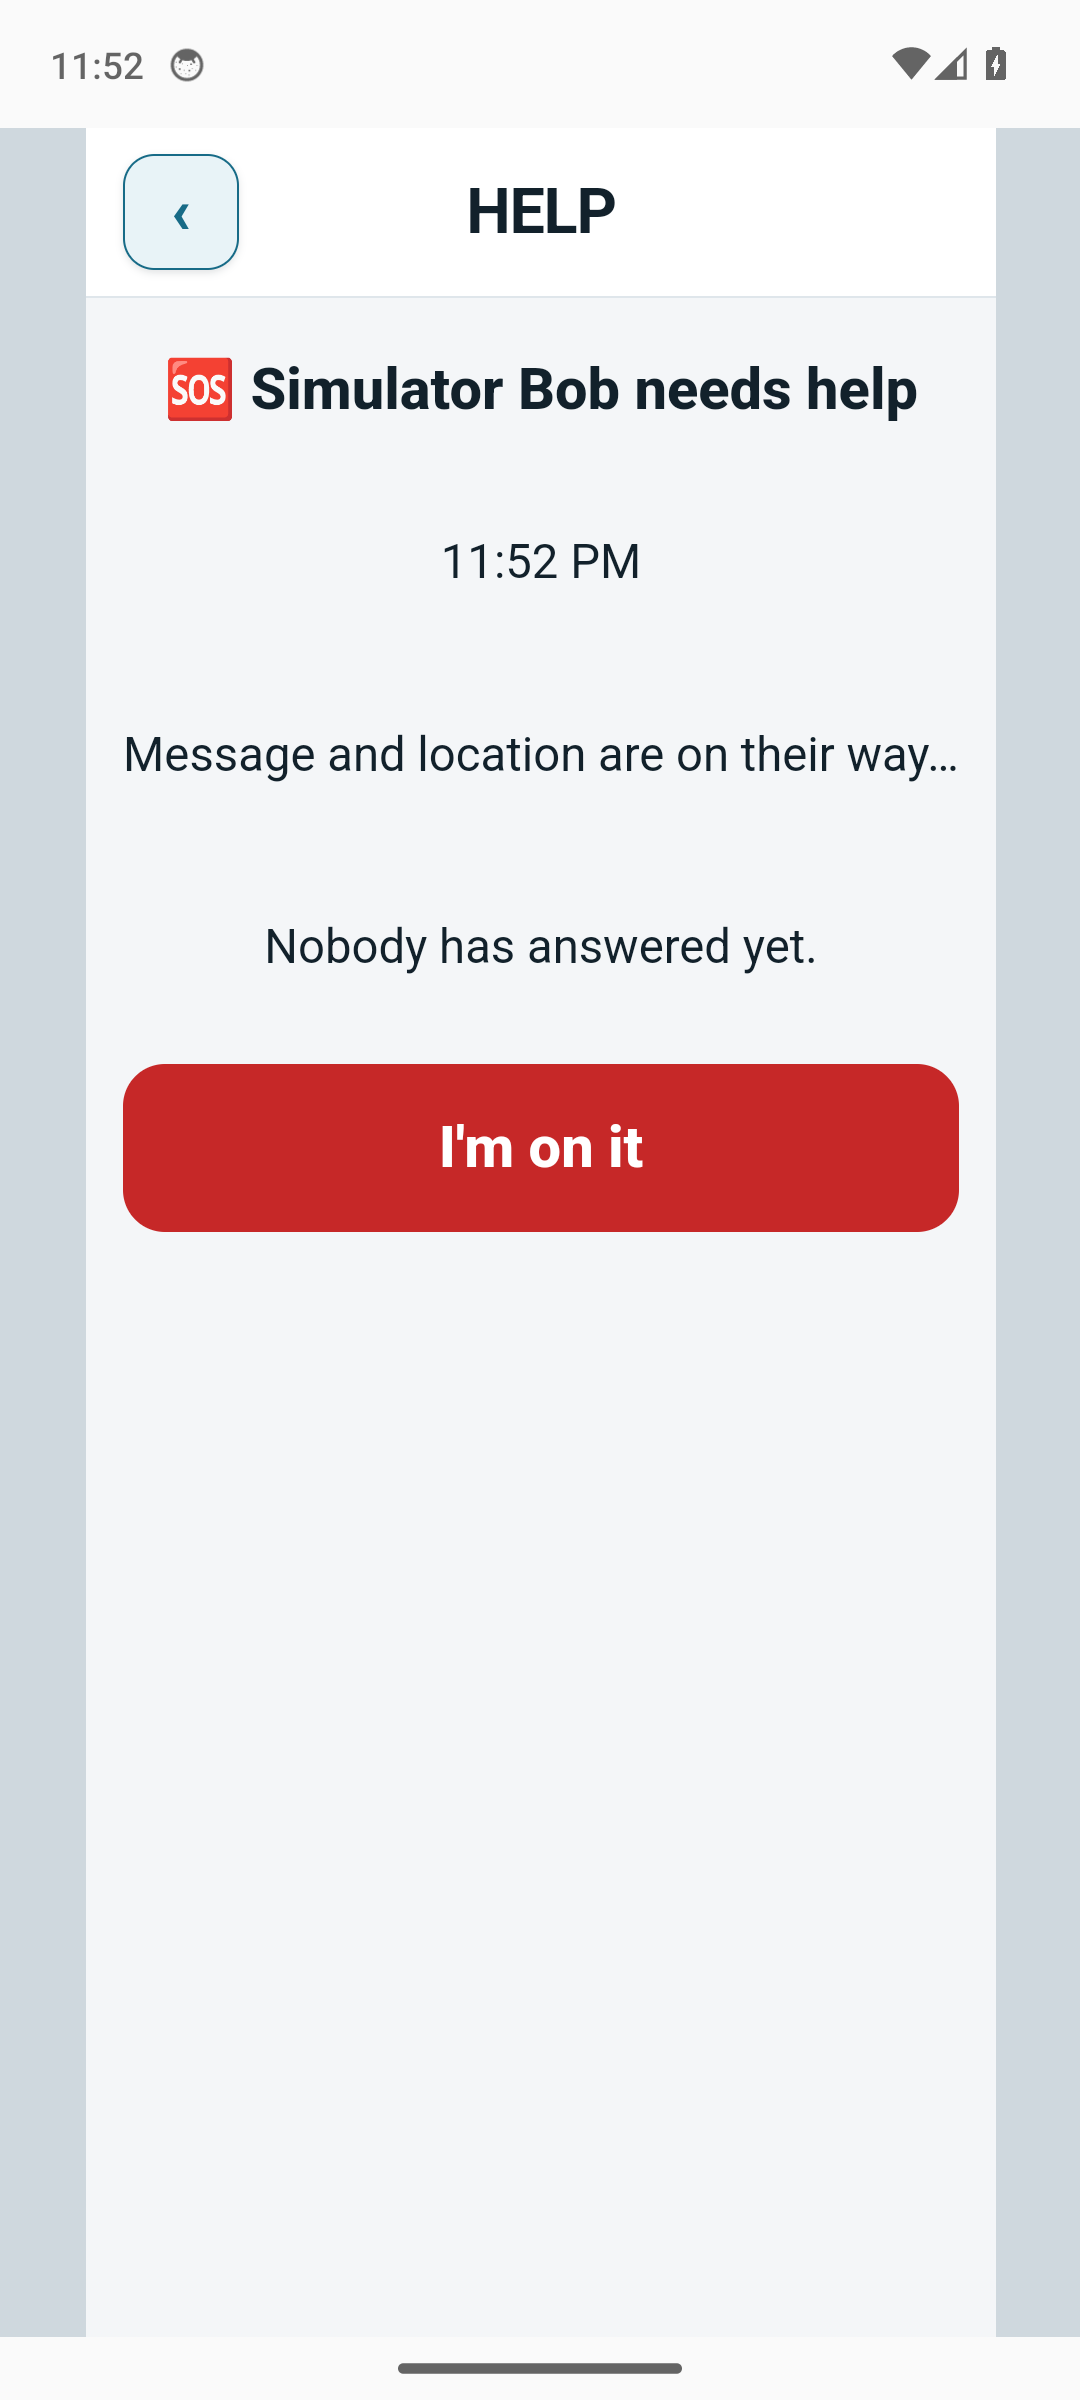 11:52
‹
HELP
🆘 Simulator Bob needs help
11:52 PM
Message and location are on their way…
Nobody has answered yet.
I'm on it